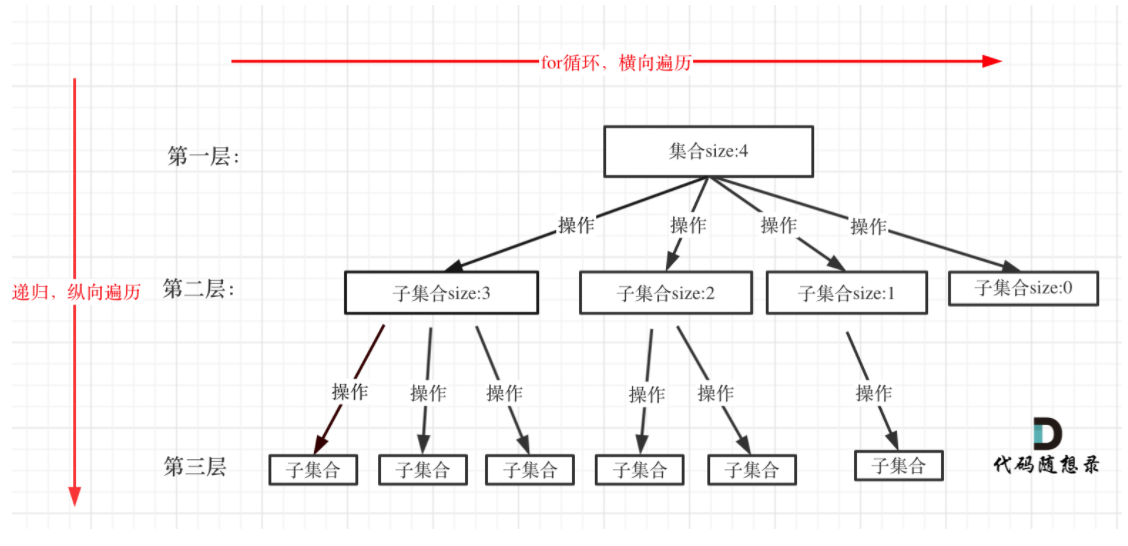 for循环，横向遍历
第一层：
集合size:4
操作
操作
操作
操作
递归，纵向遍历
第二层：
子集合size:3
子集合size:2
子集合size:1
子集合size:0
操作
操作
操作
操作
操作
操作
第三层
子集合
子集合
子集合
子集合
子集合
子集合
代码随想录